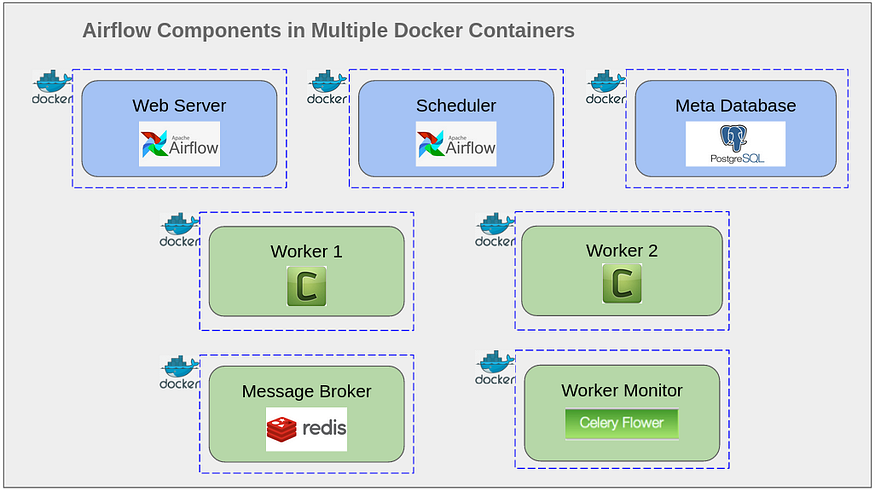 Airflow Components in Multiple Docker Containers
docker
Web Server
Apache
Airflow
docker
Scheduler
Apache
Airflow
docker
Meta Database
PostgreSQL
docker
Worker 1
C
docker
Worker 2
C
docker
Message Broker
redis
docker
Worker Monitor
Celery Flower